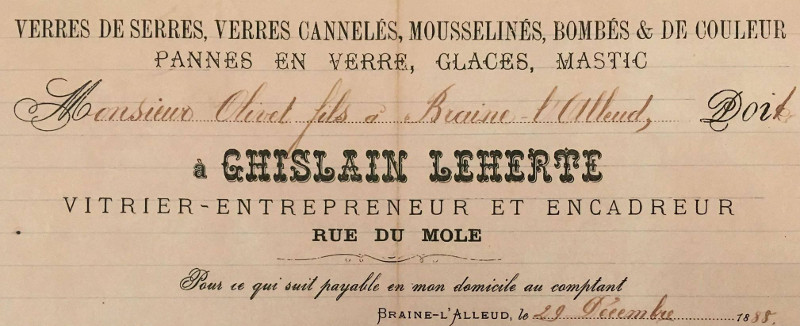 VERRES DE SERRES, VERRES CANNELÉS, MOUSSELINÉS, BOMBÉS & DE COULEUR
PANNES EN VERRE, GLACES, MASTIC
Monsieur Olivet fils à Braine-l'Alleud, Doit
à GHISLAIN LEHERTE
VITRIER-ENTREPRENEUR ET ENCADREUR
RUE DU MOLE
Pour ce qui suit payable en mon domicile au comptant
BRAINE-L'ALLEUD, le 29 Décembre 1888.